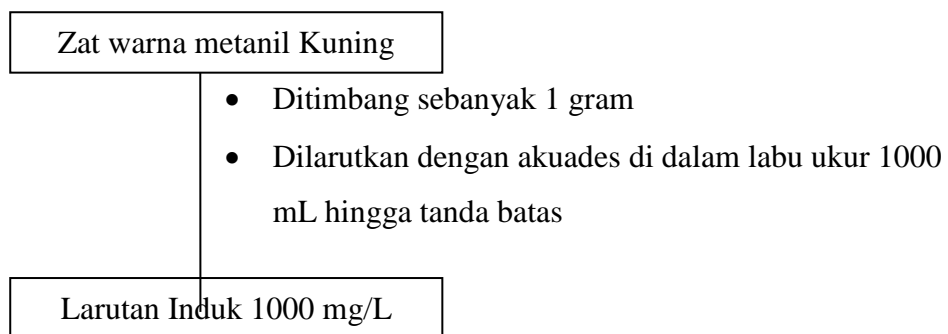 Zat warna metanil Kuning
• Ditimbang sebanyak 1 gram
• Dilarutkan dengan akuades di dalam labu ukur 1000
mL hingga tanda batas
Larutan Induk 1000 mg/L